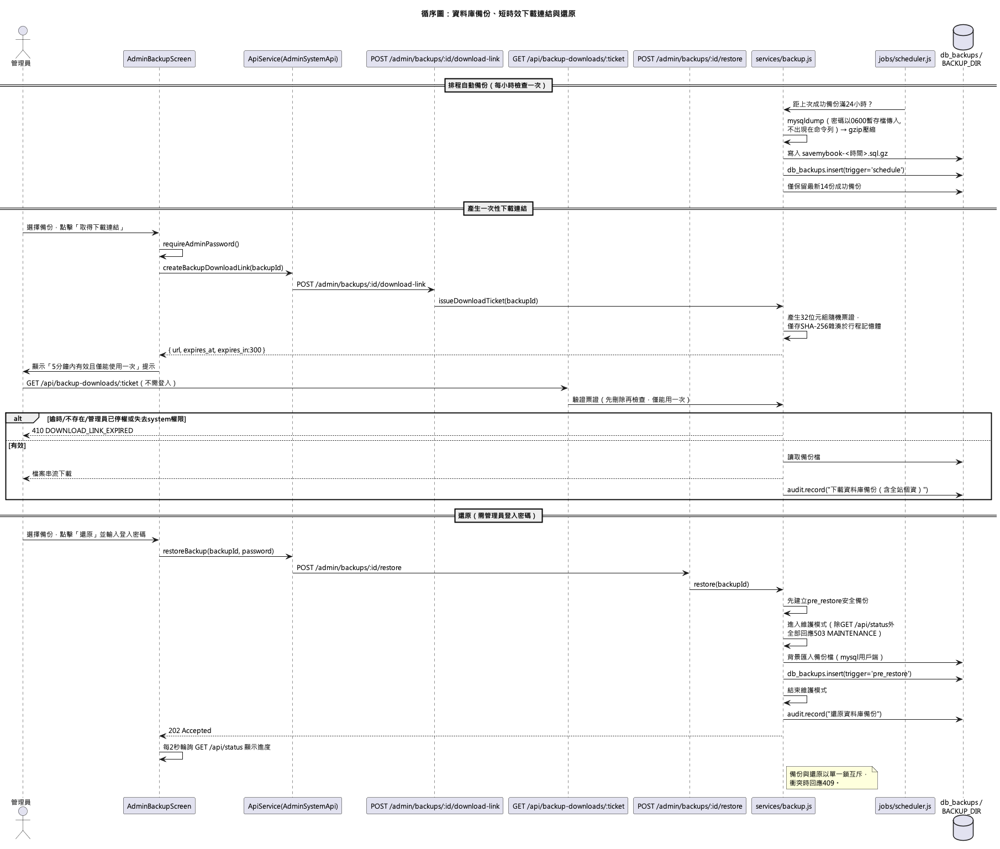 循序圖：資料庫備份、短時效下載連結與還原
管理員
AdminBackupScreen
ApiService(AdminSystemApi)
POST /admin/backups/:id/download-link
GET /api/backup-downloads/:ticket
POST /admin/backups/:id/restore
services/backup.js
jobs/scheduler.js
db_backups /
BACKUP_DIR
排程自動備份（每小時檢查一次）
距上次成功備份滿24小時？
mysqldump（密碼以0600暫存檔傳入,
不出現在命令列）→ gzip壓縮
寫入 savemybook-<時間>.sql.gz
db_backups.insert(trigger='schedule')
僅保留最新14份成功備份
產生一次性下載連結
選擇備份，點擊「取得下載連結」
requireAdminPassword()
createBackupDownloadLink(backupId)
POST /admin/backups/:id/download-link
issueDownloadTicket(backupId)
產生32位元組隨機票證，
僅存SHA-256雜湊於行程記憶體
{ url, expires_at, expires_in:300 }
顯示「5分鐘內有效且僅能使用一次」提示
GET /api/backup-downloads/:ticket（不需登入）
驗證票證（先刪除再檢查，僅能用一次）
alt
[逾時/不存在/管理員已停權或失去system權限]
410 DOWNLOAD_LINK_EXPIRED
[有效]
讀取備份檔
檔案串流下載
audit.record("下載資料庫備份（含全站個資）")
還原（需管理員登入密碼）
選擇備份，點擊「還原」並輸入登入密碼
restoreBackup(backupId, password)
POST /admin/backups/:id/restore
restore(backupId)
先建立pre_restore安全備份
進入維護模式（除GET /api/status外
全部回應503 MAINTENANCE）
背景匯入備份檔（mysql用戶端）
db_backups.insert(trigger='pre_restore')
結束維護模式
audit.record("還原資料庫備份")
202 Accepted
每2秒輪詢 GET /api/status 顯示進度
備份與還原以單一鎖互斥，
衝突時回應409。
管理員
AdminBackupScreen
ApiService(AdminSystemApi)
POST /admin/backups/:id/download-link
GET /api/backup-downloads/:ticket
POST /admin/backups/:id/restore
services/backup.js
jobs/scheduler.js
db_backups /
BACKUP_DIR